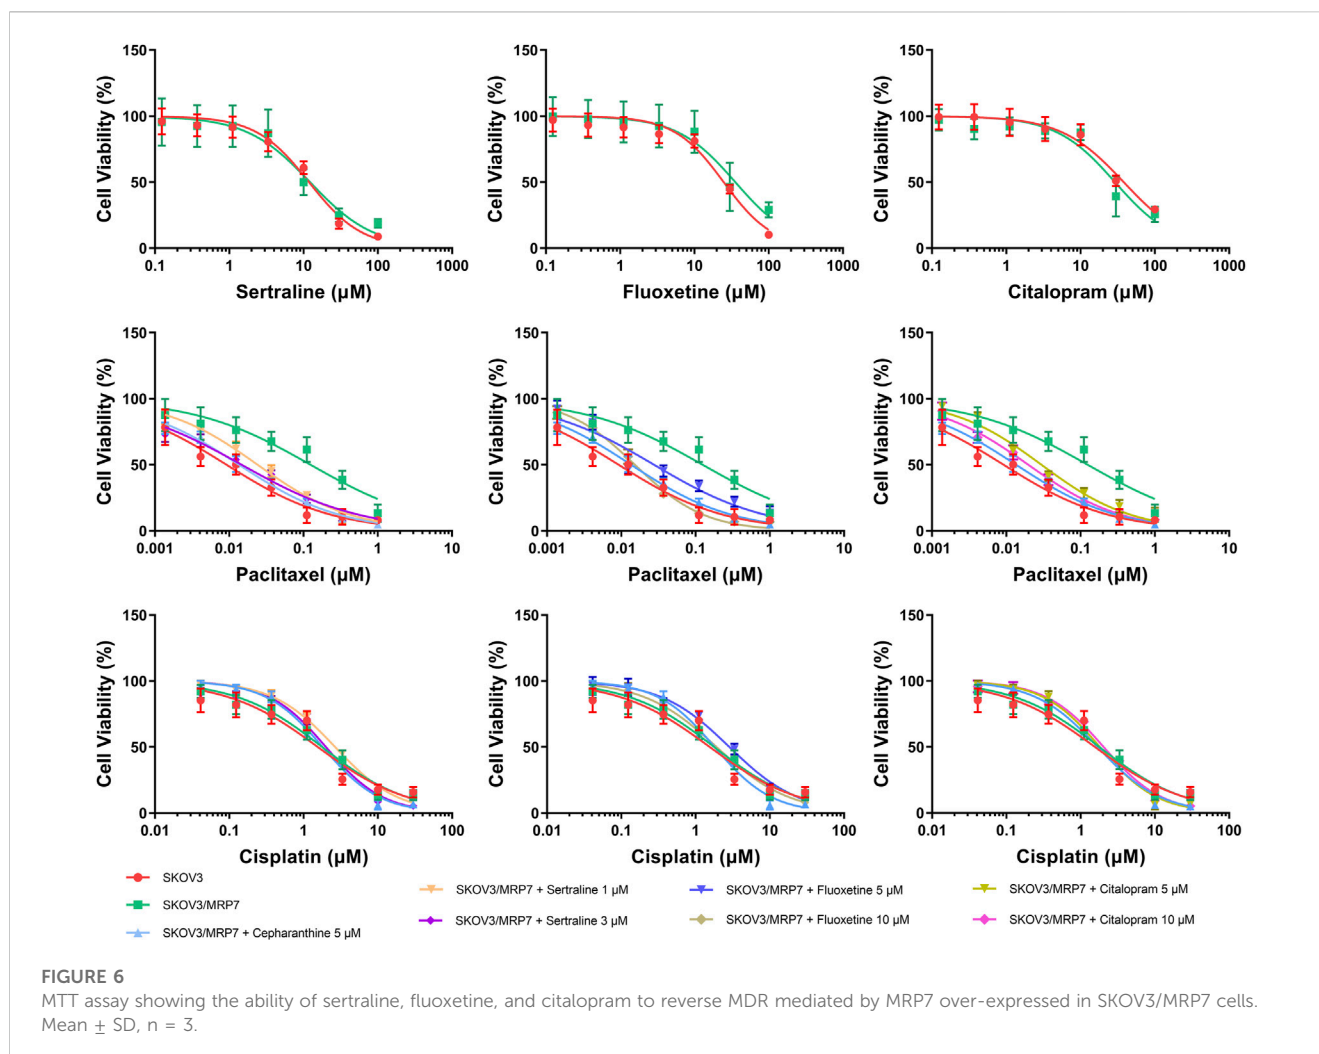 150
100
50
0
Cell Viability (%)
0.1 1 10 100 1000
Sertraline (µM)
150
100
50
0
Cell Viability (%)
0.1 1 10 100 1000
Fluoxetine (µM)
150
100
50
0
Cell Viability (%)
0.1 1 10 100 1000
Citalopram (µM)
150
100
50
0
Cell Viability (%)
0.001 0.01 0.1 1 10
Paclitaxel (µM)
150
100
50
0
Cell Viability (%)
0.001 0.01 0.1 1 10
Paclitaxel (µM)
150
100
50
0
Cell Viability (%)
0.001 0.01 0.1 1 10
Paclitaxel (µM)
150
100
50
0
Cell Viability (%)
0.01 0.1 1 10 100
Cisplatin (µM)
150
100
50
0
Cell Viability (%)
0.01 0.1 1 10 100
Cisplatin (µM)
150
100
50
0
Cell Viability (%)
0.01 0.1 1 10 100
Cisplatin (µM)
SKOV3
SKOV3/MRP7
SKOV3/MRP7 + Cepharanthine 5 µM
SKOV3/MRP7 + Sertraline 1 µM
SKOV3/MRP7 + Sertraline 3 µM
SKOV3/MRP7 + Fluoxetine 5 µM
SKOV3/MRP7 + Fluoxetine 10 µM
SKOV3/MRP7 + Citalopram 5 µM
SKOV3/MRP7 + Citalopram 10 µM
FIGURE 6
MTT assay showing the ability of sertraline, fluoxetine, and citalopram to reverse MDR mediated by MRP7 over-expressed in SKOV3/MRP7 cells.
Mean ± SD, n = 3.